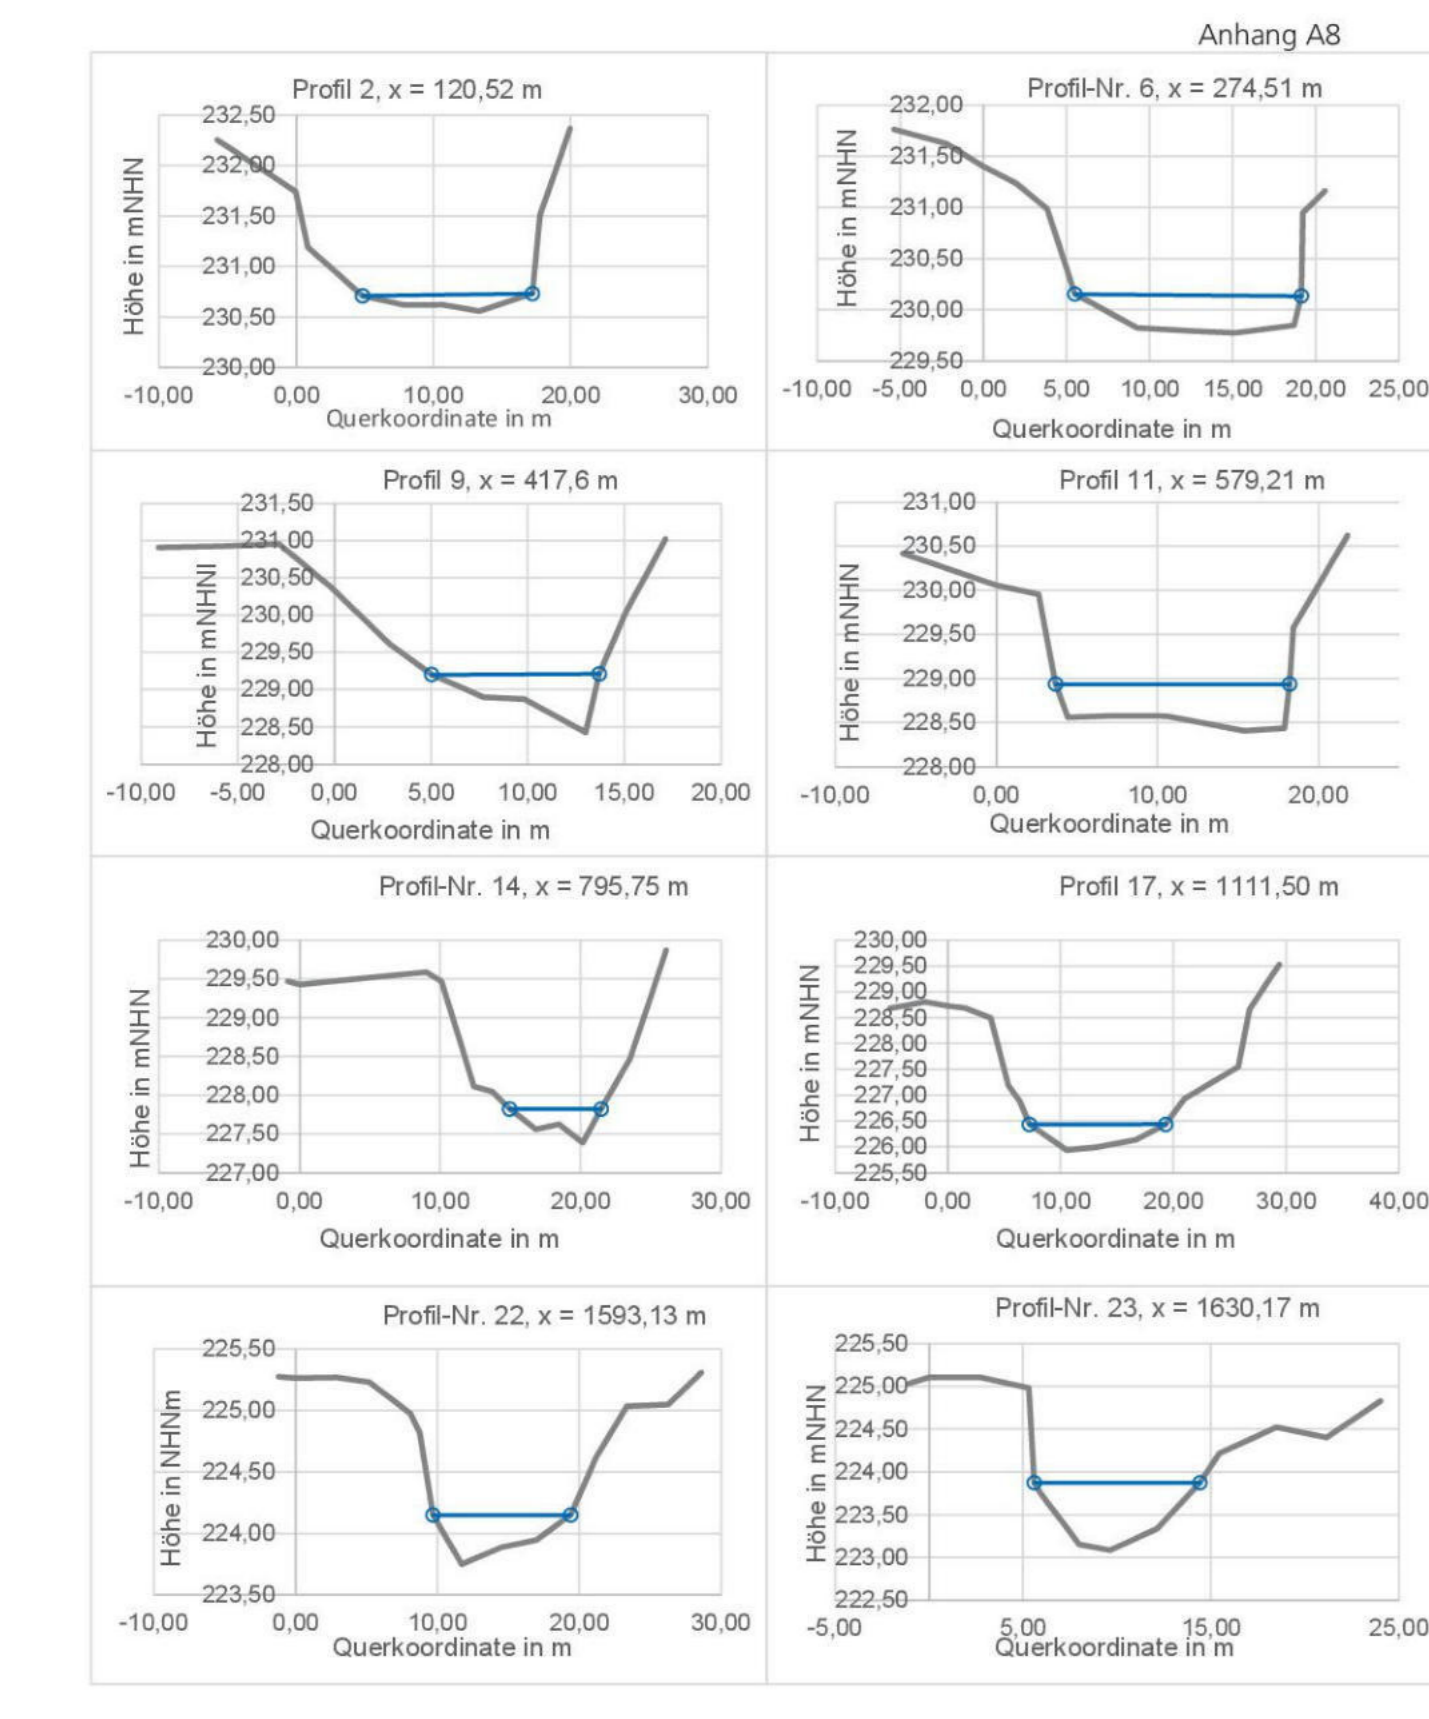 Anhang A8
Profil 2, x = 120,52 m
232,50
232,00
231,50
231,00
230,50
230,00
Höhe in mNHN
-10,00 0,00 10,00 20,00 30,00
Querkoordinate in m
Profil-Nr. 6, x = 274,51 m
232,00
231,50
231,00
230,50
230,00
229,50
Höhe in mNHN
-10,00 -5,00 0,00 5,00 10,00 15,00 20,00 25,00
Querkoordinate in m
Profil 9, x = 417,6 m
231,50
231,00
230,50
230,00
229,50
229,00
228,50
228,00
Höhe in mNHNI
-10,00 -5,00 0,00 5,00 10,00 15,00 20,00
Querkoordinate in m
Profil 11, x = 579,21 m
231,00
230,50
230,00
229,50
229,00
228,50
228,00
Höhe in mNHN
-10,00 0,00 10,00 20,00
Querkoordinate in m
Profil-Nr. 14, x = 795,75 m
230,00
229,50
229,00
228,50
228,00
227,50
227,00
Höhe in mNHN
-10,00 0,00 10,00 20,00 30,00
Querkoordinate in m
Profil 17, x = 1111,50 m
230,00
229,50
229,00
228,50
228,00
227,50
227,00
226,50
226,00
225,50
Höhe in mNHN
-10,00 0,00 10,00 20,00 30,00 40,00
Querkoordinate in m
Profil-Nr. 22, x = 1593,13 m
225,50
225,00
224,50
224,00
223,50
Höhe in NHNm
-10,00 0,00 10,00 20,00 30,00
Querkoordinate in m
Profil-Nr. 23, x = 1630,17 m
225,50
225,00
224,50
224,00
223,50
223,00
222,50
Höhe in mNHN
-5,00 5,00 15,00 25,00
Querkoordinate in m